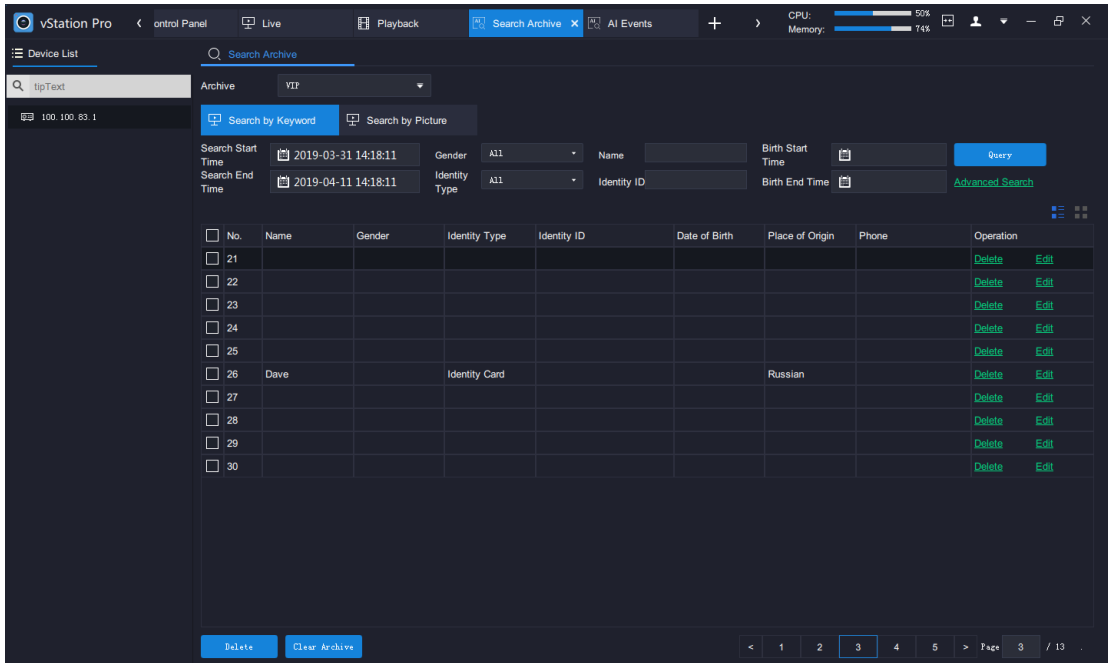 vStation Pro < ontrol Panel Live Playback Search Archive × AI Events + > CPU: 50% Memory: 74%
Device List
Search Archive
tipText
Archive VIP
100.100.83.1
Search by Keyword Search by Picture
Search Start Time 2019-03-31 14:18:11 Gender All Name Birth Start Time Query
Search End Time 2019-04-11 14:18:11 Identity Type All Identity ID Birth End Time Advanced Search
No. Name Gender Identity Type Identity ID Date of Birth Place of Origin Phone Operation
21 Delete Edit
22 Delete Edit
23 Delete Edit
24 Delete Edit
25 Delete Edit
26 Dave Identity Card Russian Delete Edit
27 Delete Edit
28 Delete Edit
29 Delete Edit
30 Delete Edit
Delete Clear Archive < 1 2 3 4 5 > Page 3 / 13 .